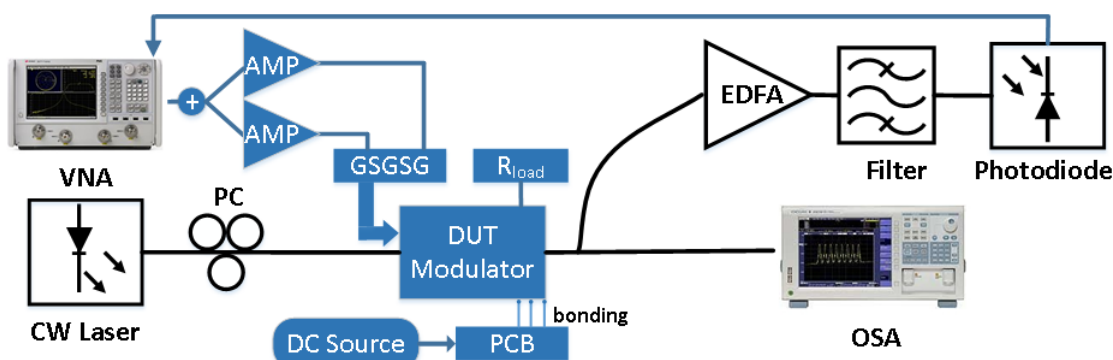 AMP
+
AMP
VNA
GSGSG
Rload
PC
DUT
Modulator
CW Laser
DC Source
PCB
bonding
EDFA
Filter
Photodiode
OSA